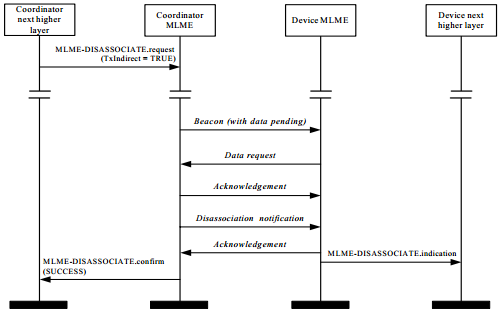 Coordinator
next higher
layer
Coordinator
MLME
Device MLME
Device next
higher layer
MLME-DISASSOCIATE.request
(TxIndirect = TRUE)
Beacon (with data pending)
Data request
Acknowledgement
Disassociation notification
Acknowledgement
MLME-DISASSOCIATE.indication
MLME-DISASSOCIATE.confirm
(SUCCESS)